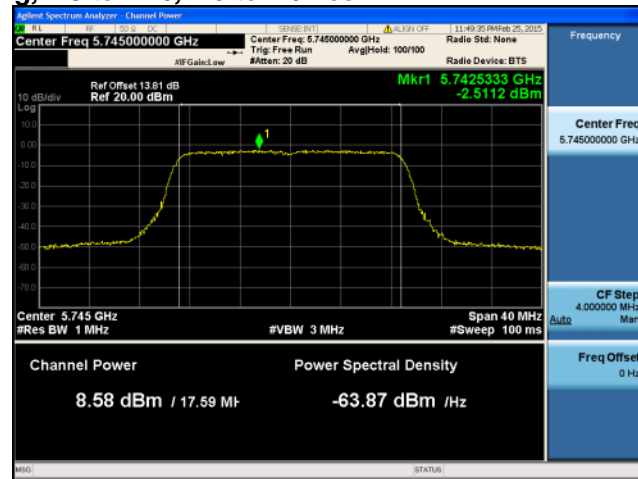 Agilent Spectrum Analyzer - Channel Power
RL RF 50 Ω DC SENSE:INT ALIGN OFF 11:49:35 PM Feb 25, 2015
Center Freq 5.745000000 GHz
Center Freq: 5.745000000 GHz
Radio Std: None
Trig: Free Run Avg|Hold: 100/100
#IFGain:Low #Atten: 20 dB Radio Device: BTS
Frequency
Mkr1 5.7425333 GHz
-2.5112 dBm
Ref Offset 13.81 dB
10 dB/div Ref 20.00 dBm
Log
10.0
0.00
-10.0
-20.0
-30.0
-40.0
-50.0
-60.0
-70.0
1
Center Freq
5.745000000 GHz
CF Step
4.000000 MHz
Auto Man
Freq Offset
0 Hz
Center 5.745 GHz Span 40 MHz
#Res BW 1 MHz #VBW 3 MHz #Sweep 100 ms
Channel Power Power Spectral Density
8.58 dBm / 17.59 MH -63.87 dBm /Hz
MSG STATUS